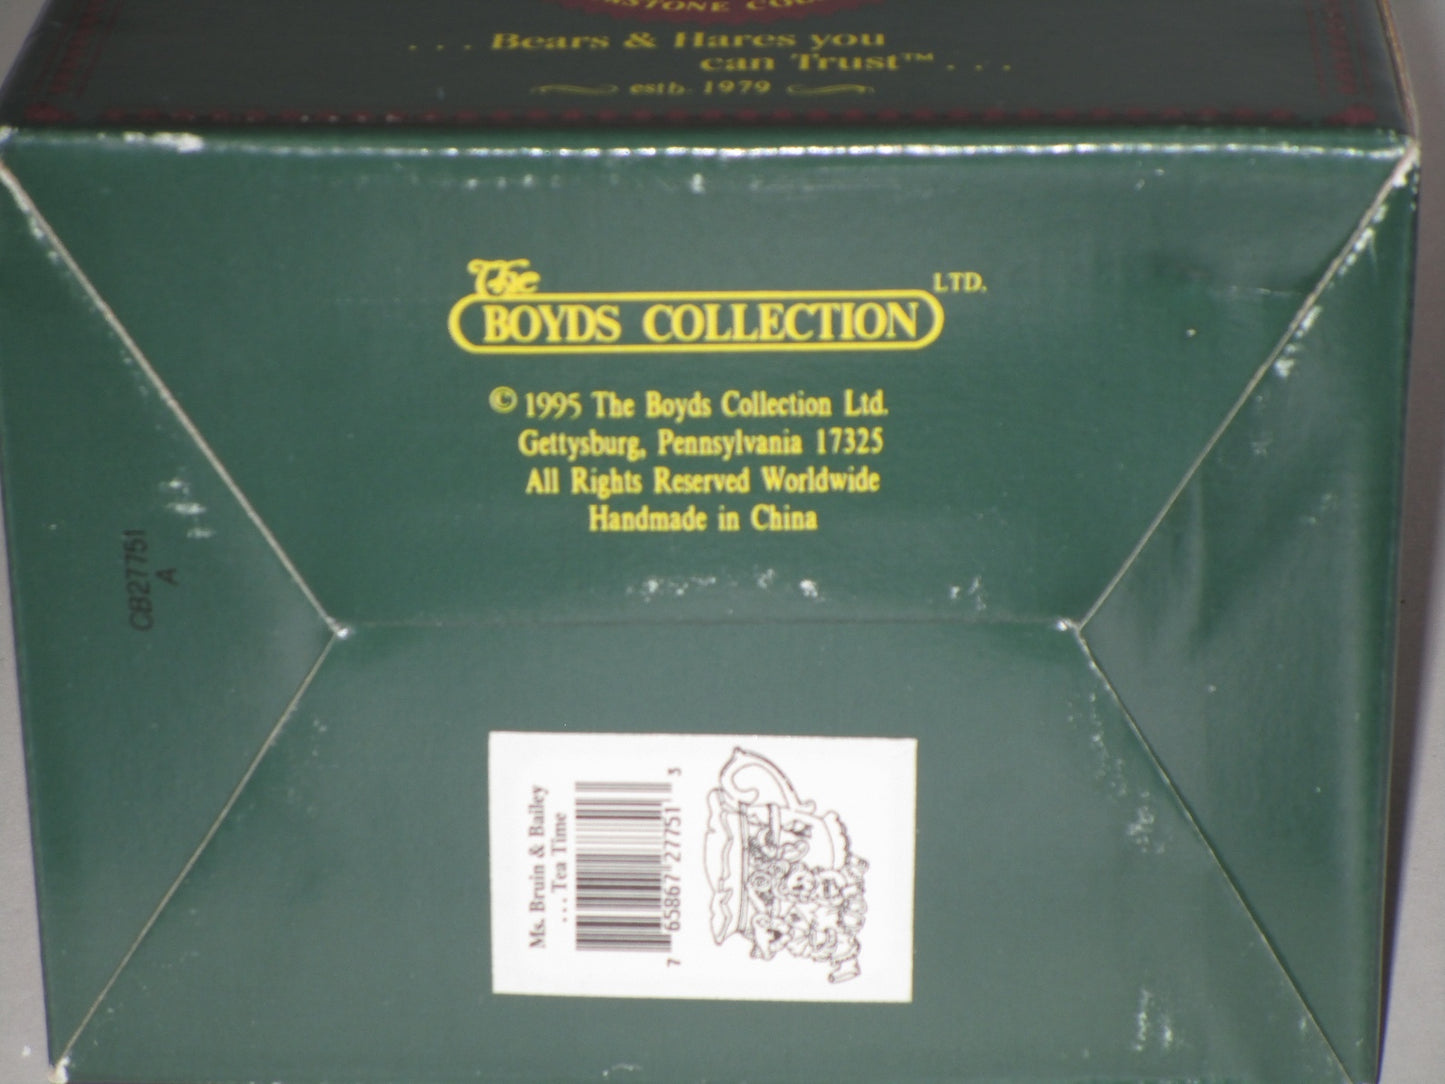 ... Bears & Hares you
can Trust™...
estb. 1979
The
BOYDS COLLECTION LTD.
© 1995 The Boyds Collection Ltd.
Gettysburg, Pennsylvania 17325
All Rights Reserved Worldwide
Handmade in China
CB27751
A
Ms. Bruin & Bailey
...Tea Time
7 65867 27751 3